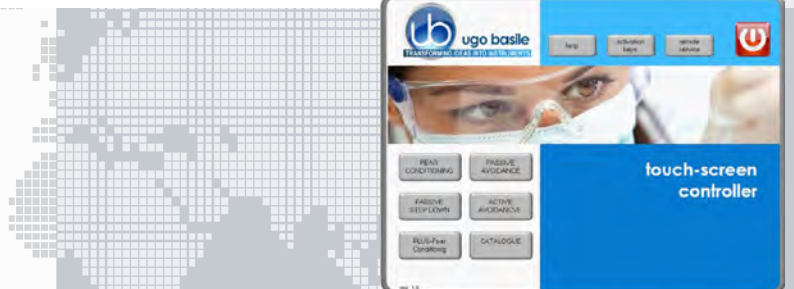 ub ugo basile
TRANSFORMING IDEAS INTO INSTRUMENTS
help
activation
keys
remote
service
FEAR
CONDITIONING
PASSIVE
AVOIDANCE
PASSIVE
STEP DOWN
ACTIVE
AVOIDANCE
PLUS-Fear
Conditioning
CATALOGUE
touch-screen
controller